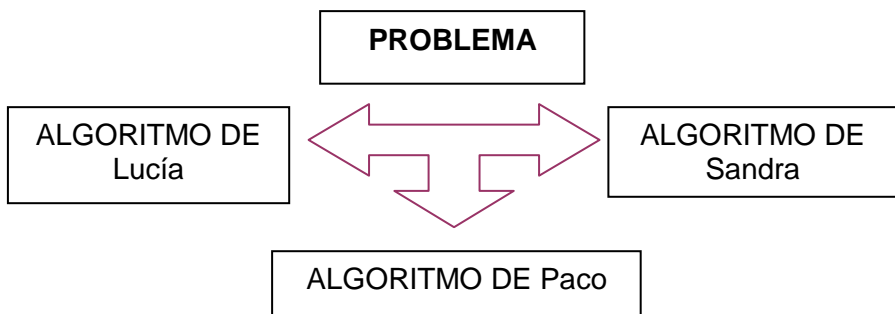 PROBLEMA
ALGORITMO DE
Lucía
ALGORITMO DE
Sandra
ALGORITMO DE Paco